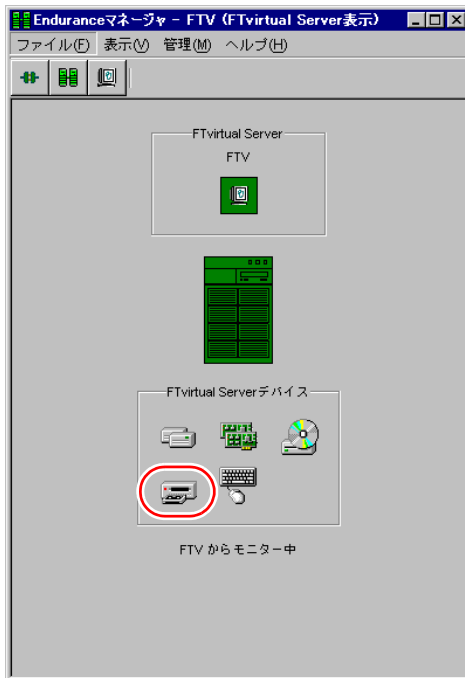 Enduranceマネージャ - FTV (FTvirtual Server表示)
ファイル(F) 表示(V) 管理(M) ヘルプ(H)
FTvirtual Server
FTV
FTvirtual Serverデバイス
FTV からモニター中